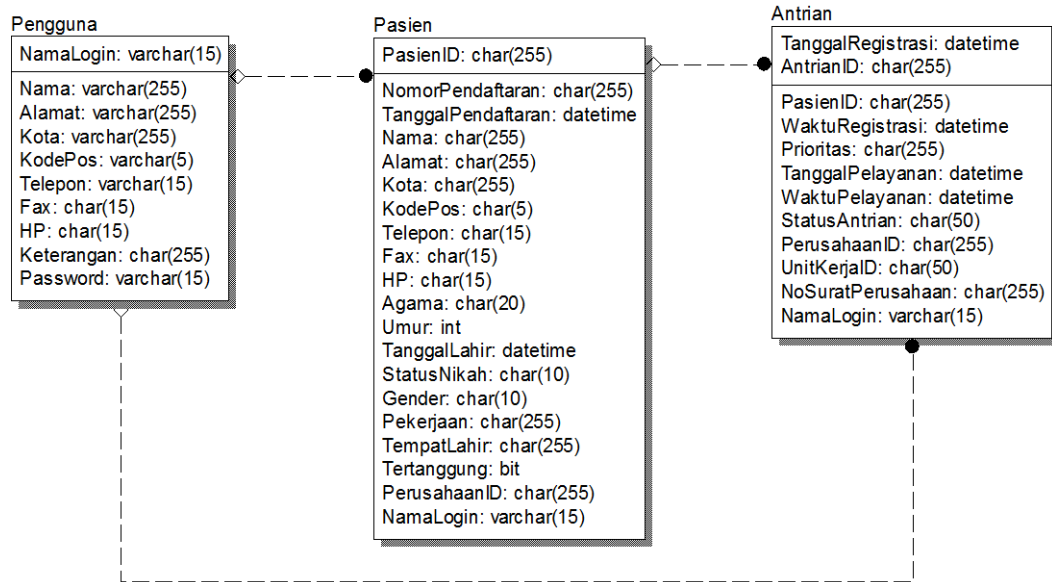 Pengguna
NamaLogin: varchar(15)
Nama: varchar(255)
Alamat: varchar(255)
Kota: varchar(255)
KodePos: varchar(5)
Telepon: varchar(15)
Fax: char(15)
HP: char(15)
Keterangan: char(255)
Password: varchar(15)
Pasien
PasienID: char(255)
NomorPendaftaran: char(255)
TanggalPendaftaran: datetime
Nama: char(255)
Alamat: char(255)
Kota: char(255)
KodePos: char(5)
Telepon: char(15)
Fax: char(15)
HP: char(15)
Agama: char(20)
Umur: int
TanggalLahir: datetime
StatusNikah: char(10)
Gender: char(10)
Pekerjaan: char(255)
TempatLahir: char(255)
Tertanggung: bit
PerusahaanID: char(255)
NamaLogin: varchar(15)
Antrian
TanggalRegistrasi: datetime
AntrianID: char(255)
PasienID: char(255)
WaktuRegistrasi: datetime
Prioritas: char(255)
TanggalPelayanan: datetime
WaktuPelayanan: datetime
StatusAntrian: char(50)
PerusahaanID: char(255)
UnitKerjaID: char(50)
NoSuratPerusahaan: char(255)
NamaLogin: varchar(15)